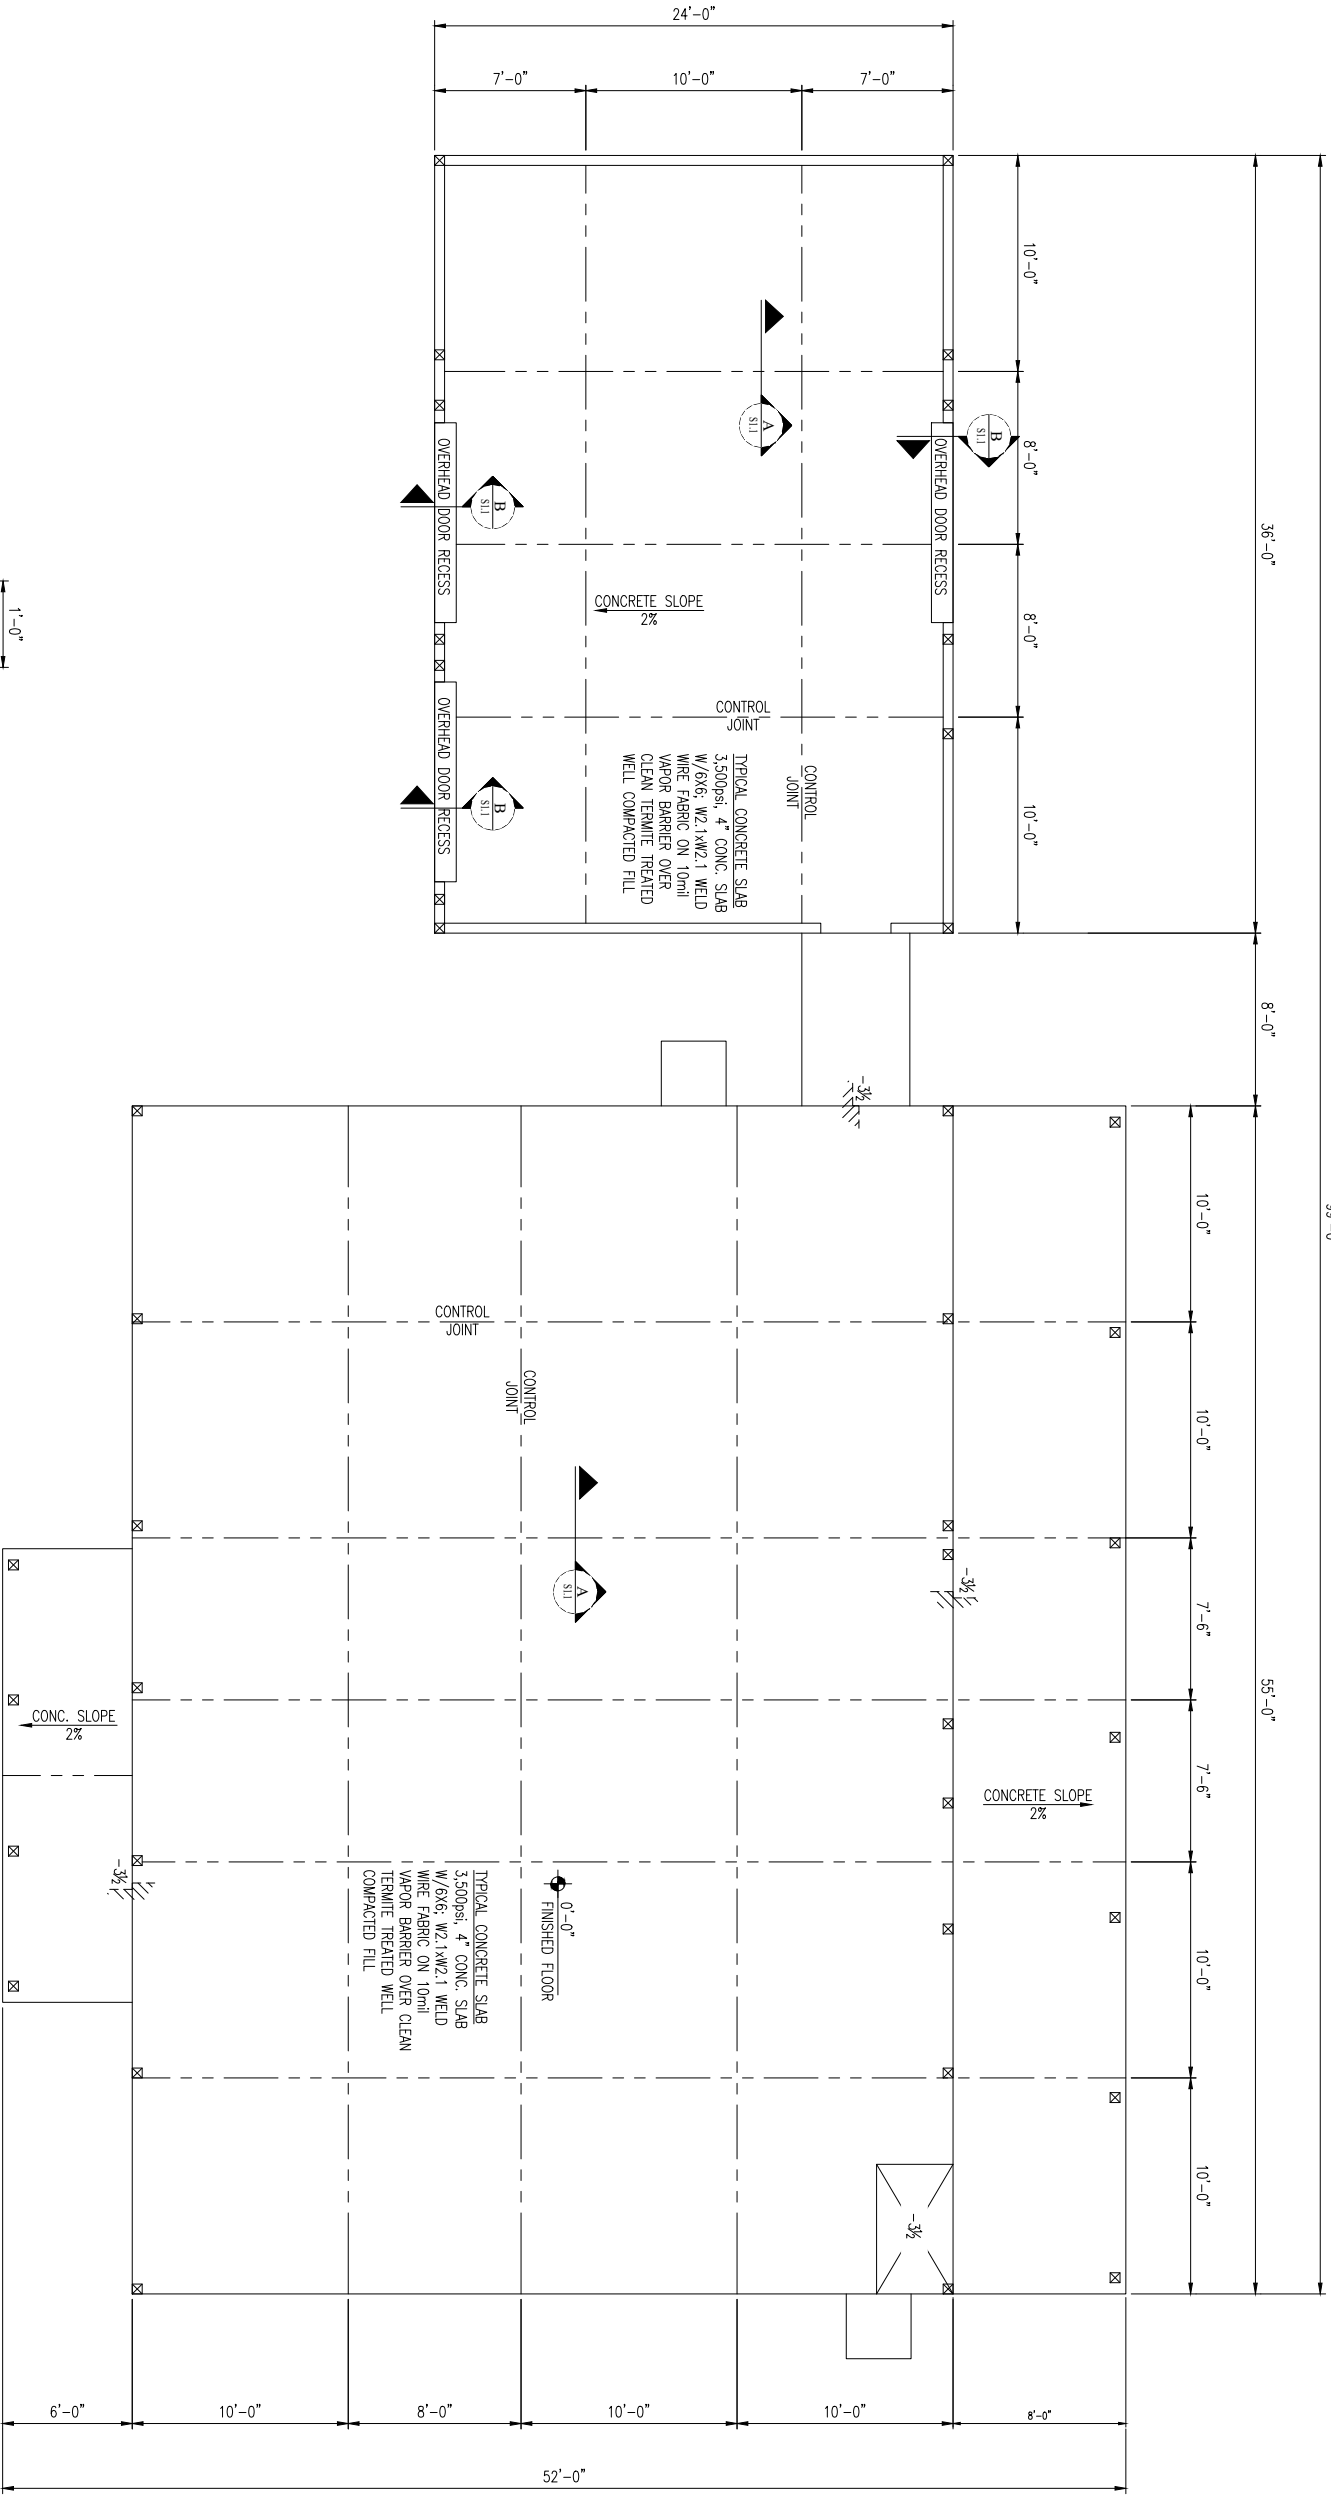 24'-0"
7'-0"
10'-0"
7'-0"
10'-0"
8'-0"
8'-0"
10'-0"
36'-0"
8'-0"
55'-0"
A
S1.1
B
S1.1
B
S1.1
B
S1.1
OVERHEAD DOOR RECESS
OVERHEAD DOOR RECESS
OVERHEAD DOOR RECESS
CONCRETE SLOPE
2%
1'-0"
CONTROL
JOINT
CONTROL
JOINT
TYPICAL CONCRETE SLAB
3,500psi, 4" CONC. SLAB
W/6X6; W2.1xW2.1 WELD
WIRE FABRIC ON 10mil
VAPOR BARRIER OVER
CLEAN TERMITE TREATED
WELL COMPACTED FILL
-3½
10'-0"
10'-0"
7'-6"
7'-6"
10'-0"
10'-0"
CONTROL
JOINT
CONTROL
JOINT
A
S1.1
-3½
CONC. SLOPE
2%
CONCRETE SLOPE
2%
-3½
0'-0"
FINISHED FLOOR
TYPICAL CONCRETE SLAB
3,500psi, 4" CONC. SLAB
W/6X6; W2.1xW2.1 WELD
WIRE FABRIC ON 10mil
VAPOR BARRIER OVER CLEAN
TERMITE TREATED WELL
COMPACTED FILL
-3½
6'-0"
10'-0"
8'-0"
10'-0"
10'-0"
8'-0"
52'-0"